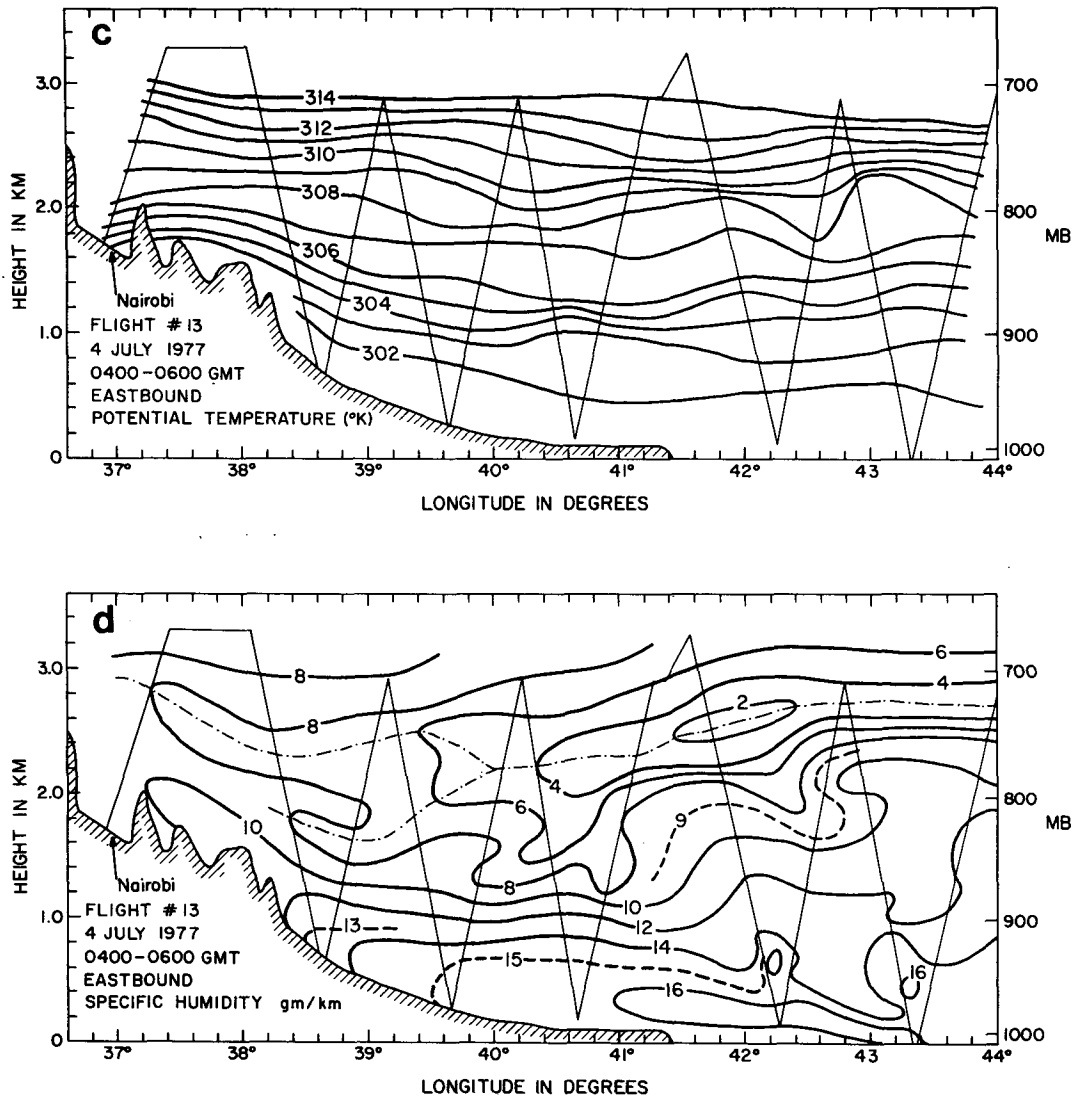 c
314
312
310
308
306
304
302
3.0
2.0
1.0
0
HEIGHT IN KM
700
800
900
1000
MB
Nairobi
FLIGHT #13
4 JULY 1977
0400-0600 GMT
EASTBOUND
POTENTIAL TEMPERATURE (°K)
37° 38° 39° 40° 41° 42° 43° 44°
LONGITUDE IN DEGREES
d
8
8
6
4
2
4
6
10
9
8
10
12
13
14
15
16
16
3.0
2.0
1.0
0
HEIGHT IN KM
700
800
900
1000
MB
Nairobi
FLIGHT #13
4 JULY 1977
0400-0600 GMT
EASTBOUND
SPECIFIC HUMIDITY gm/km
37° 38° 39° 40° 41° 42° 43° 44°
LONGITUDE IN DEGREES